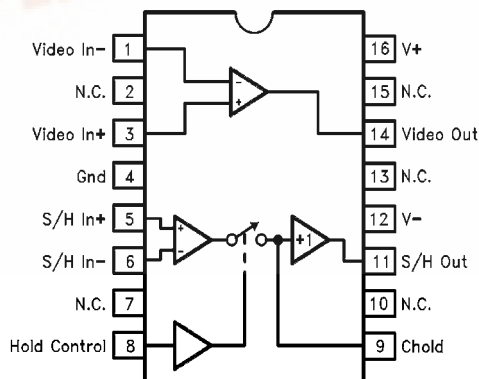 Video In- 1
N.C. 2
Video In+ 3
Gnd 4
S/H In+ 5
S/H In- 6
N.C. 7
Hold Control 8
16 V+
15 N.C.
14 Video Out
13 N.C.
12 V-
11 S/H Out
10 N.C.
9 Chold
-
+
+
-
+1